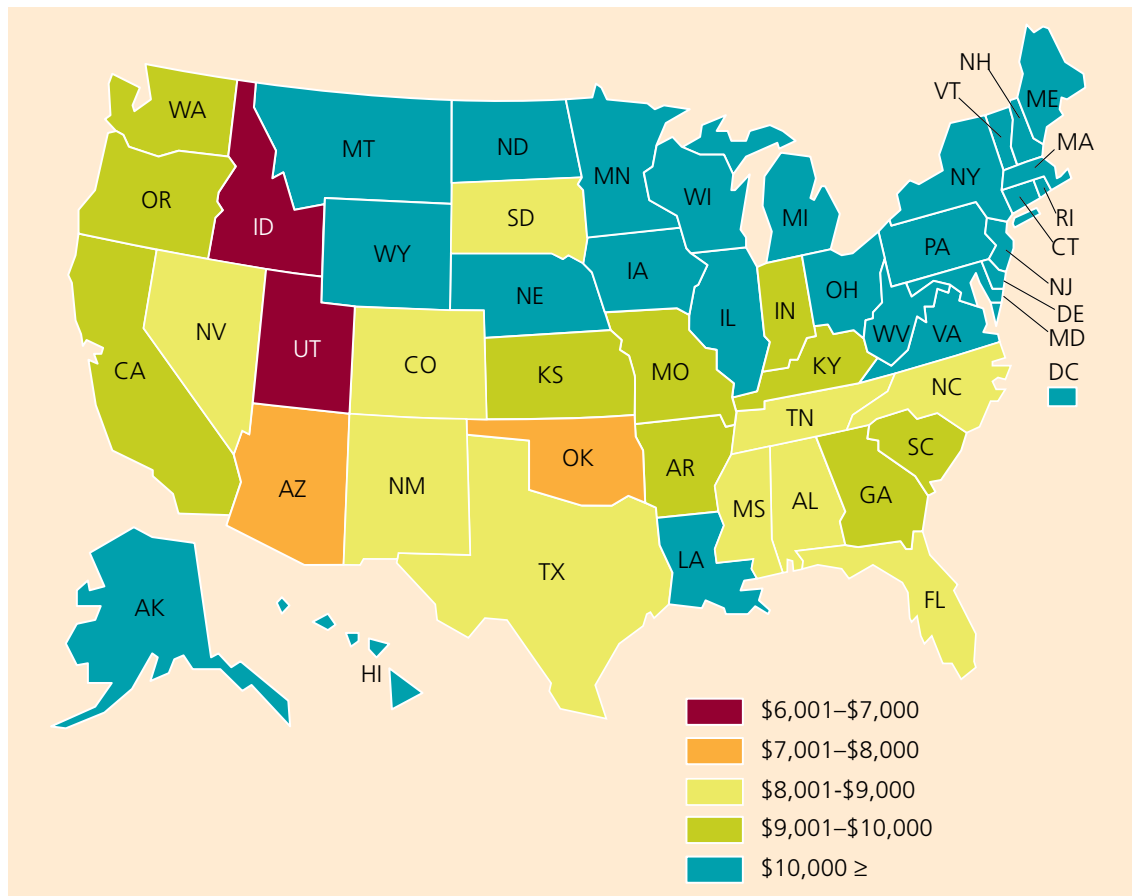 NH
VT
ME
WA
MA
MT
ND
MN
NY
OR
WI
SD
MI
RI
ID
CT
WY
PA
IA
NJ
NE
OH
DE
IN
IL
NV
WV
VA
MD
UT
CO
KY
CA
KS
MO
DC
NC
TN
SC
OK
AR
AZ
NM
GA
MS
AL
LA
TX
FL
AK
HI
$6,001–$7,000
$7,001–$8,000
$8,001-$9,000
$9,001–$10,000
$10,000 ≥